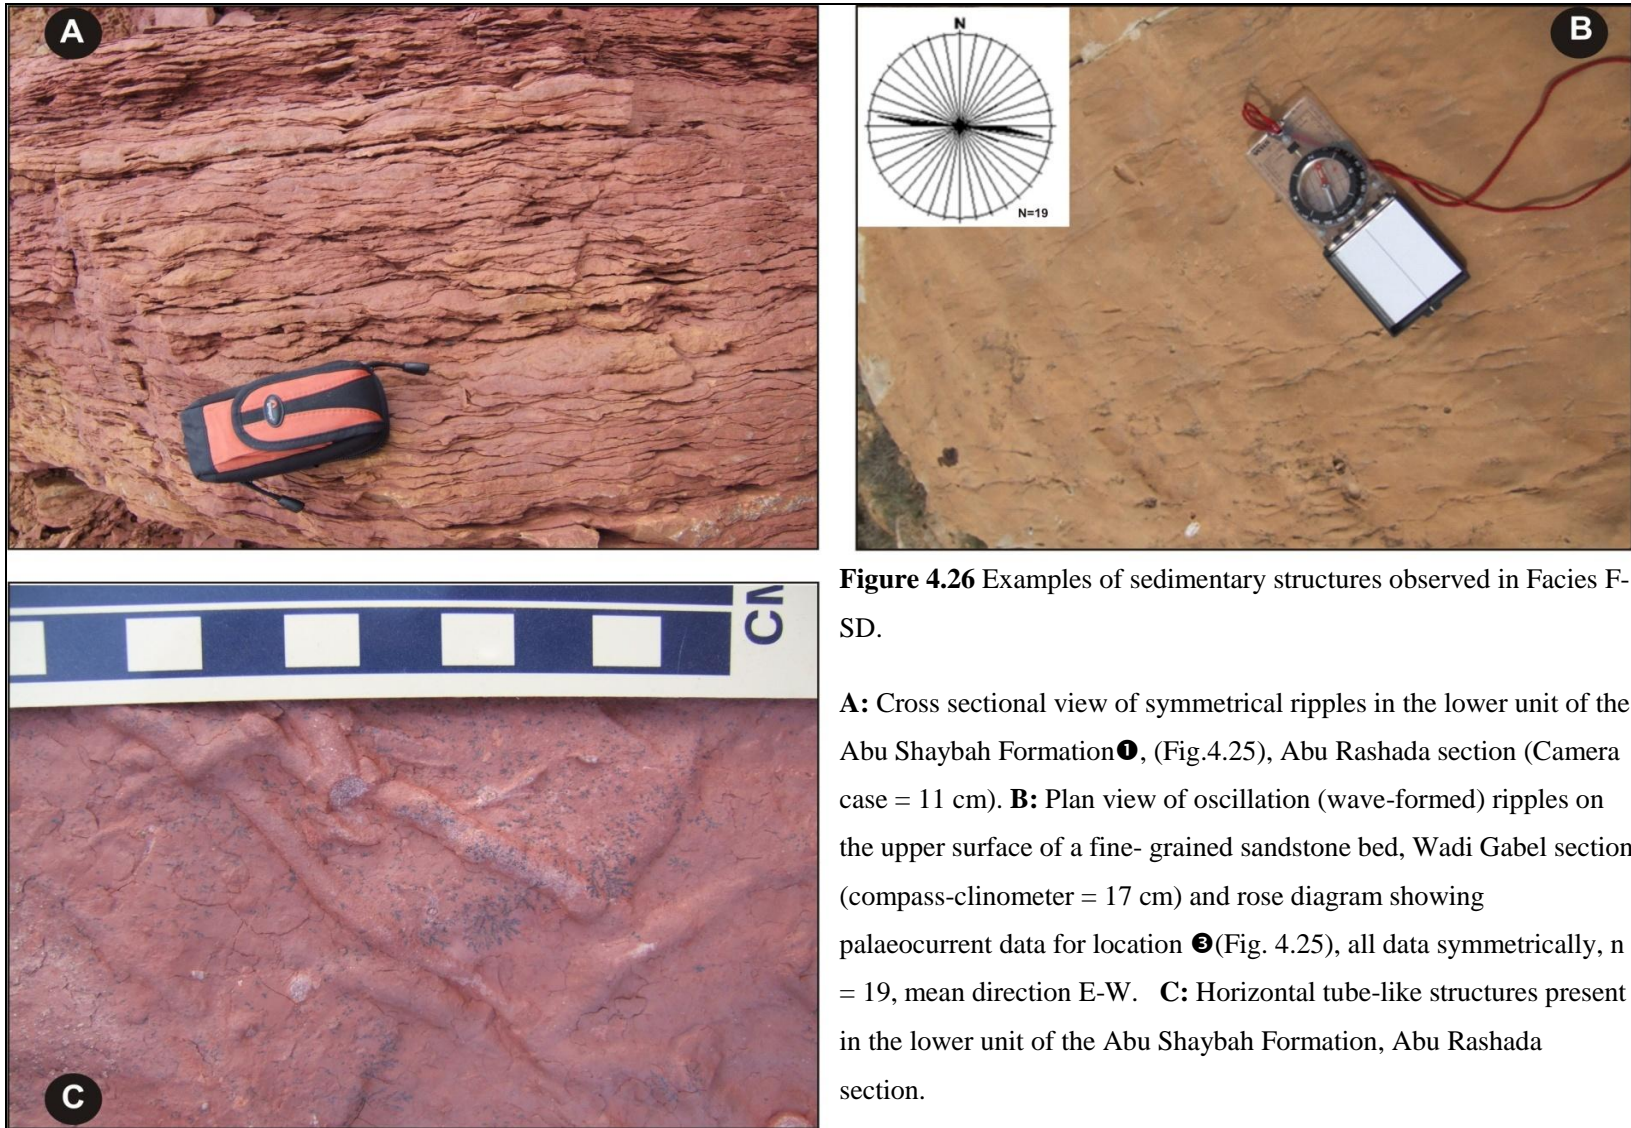 A
N
N=19
B
CM
C
Figure 4.26 Examples of sedimentary structures observed in Facies F-
SD.
A: Cross sectional view of symmetrical ripples in the lower unit of the
Abu Shaybah Formation❶, (Fig.4.25), Abu Rashada section (Camera
case = 11 cm). B: Plan view of oscillation (wave-formed) ripples on
the upper surface of a fine- grained sandstone bed, Wadi Gabel section
(compass-clinometer = 17 cm) and rose diagram showing
palaeocurrent data for location ❸(Fig. 4.25), all data symmetrically, n
= 19, mean direction E-W. C: Horizontal tube-like structures present
in the lower unit of the Abu Shaybah Formation, Abu Rashada
section.